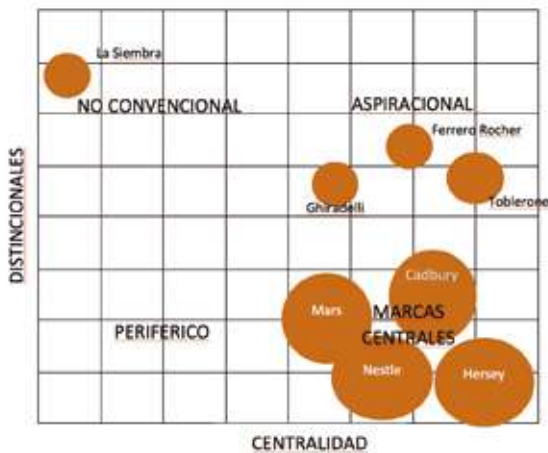 La Siembra
NO CONVENCIONAL
ASPIRACIONAL
Ferrero Rocher
Ghiradelli
Toblerone
DISTINCIONALES
Cadbury
Mars
MARCAS
CENTRALES
PERIFERICO
Nestle
Hersey
CENTRALIDAD